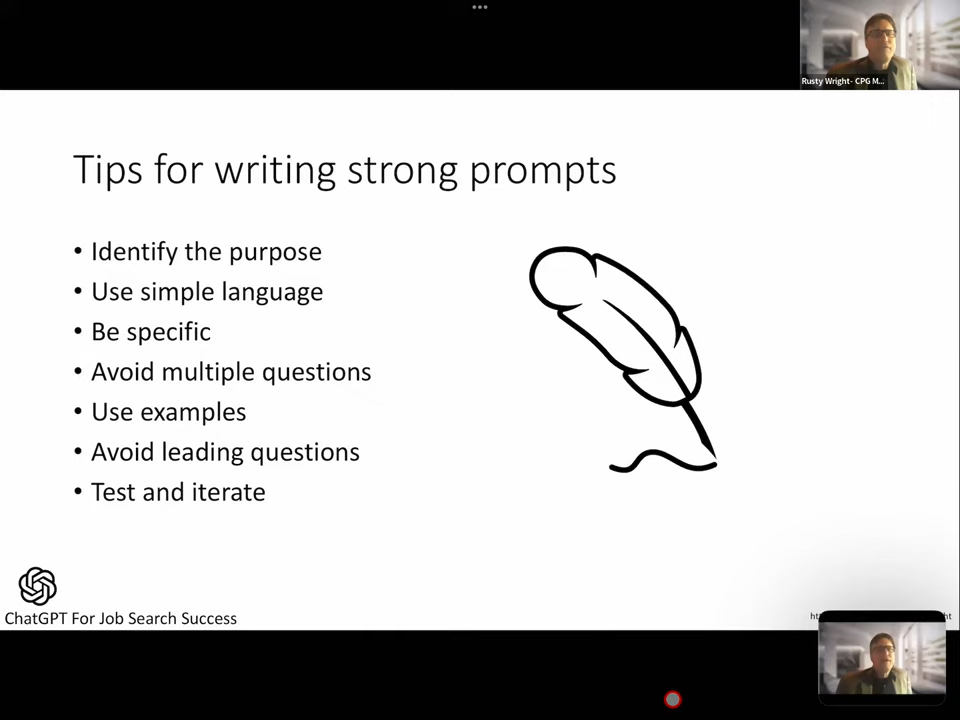 Rusty Wright- CPG M...
Tips for writing strong prompts
• Identify the purpose
• Use simple language
• Be specific
• Avoid multiple questions
• Use examples
• Avoid leading questions
• Test and iterate
ChatGPT For Job Search Success